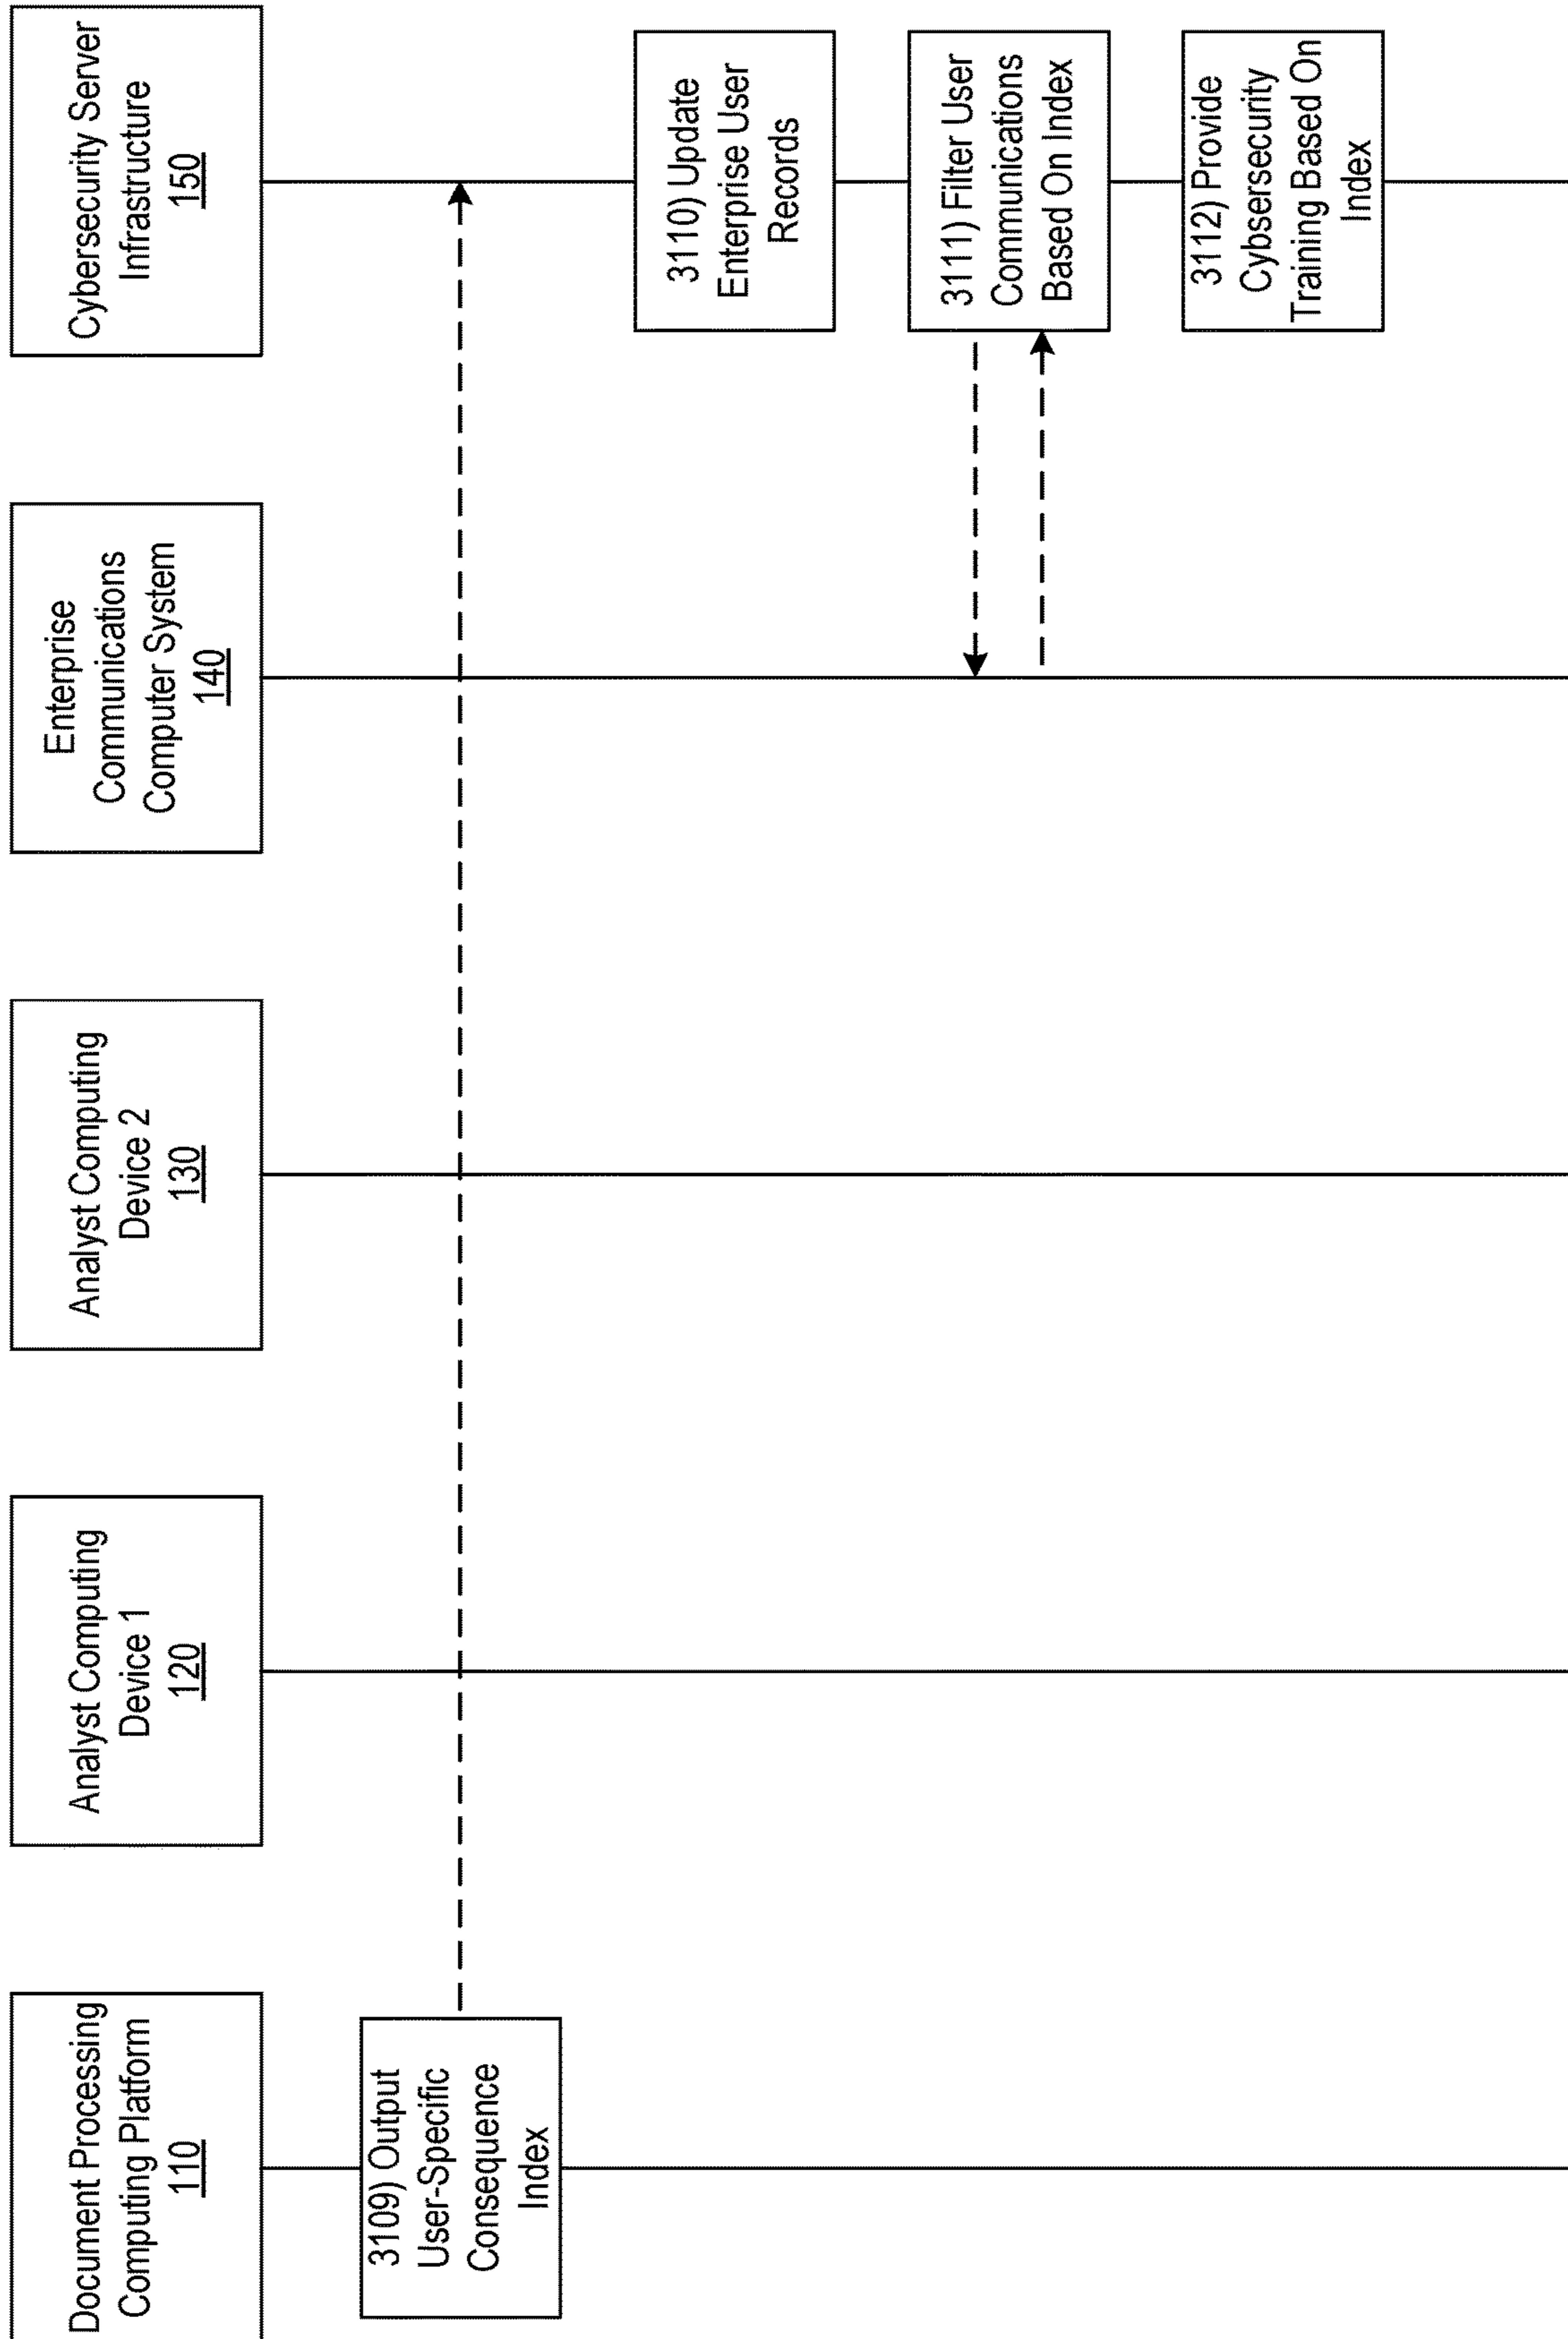 Document Processing
Computing Platform
110
Analyst Computing
Device 1
120
Analyst Computing
Device 2
130
Enterprise
Communications
Computer System
140
Cybersecurity Server
Infrastructure
150
3109) Output
User-Specific
Consequence
Index
3110) Update
Enterprise User
Records
3111) Filter User
Communications
Based On Index
3112) Provide
Cybsersecurity
Training Based On
Index